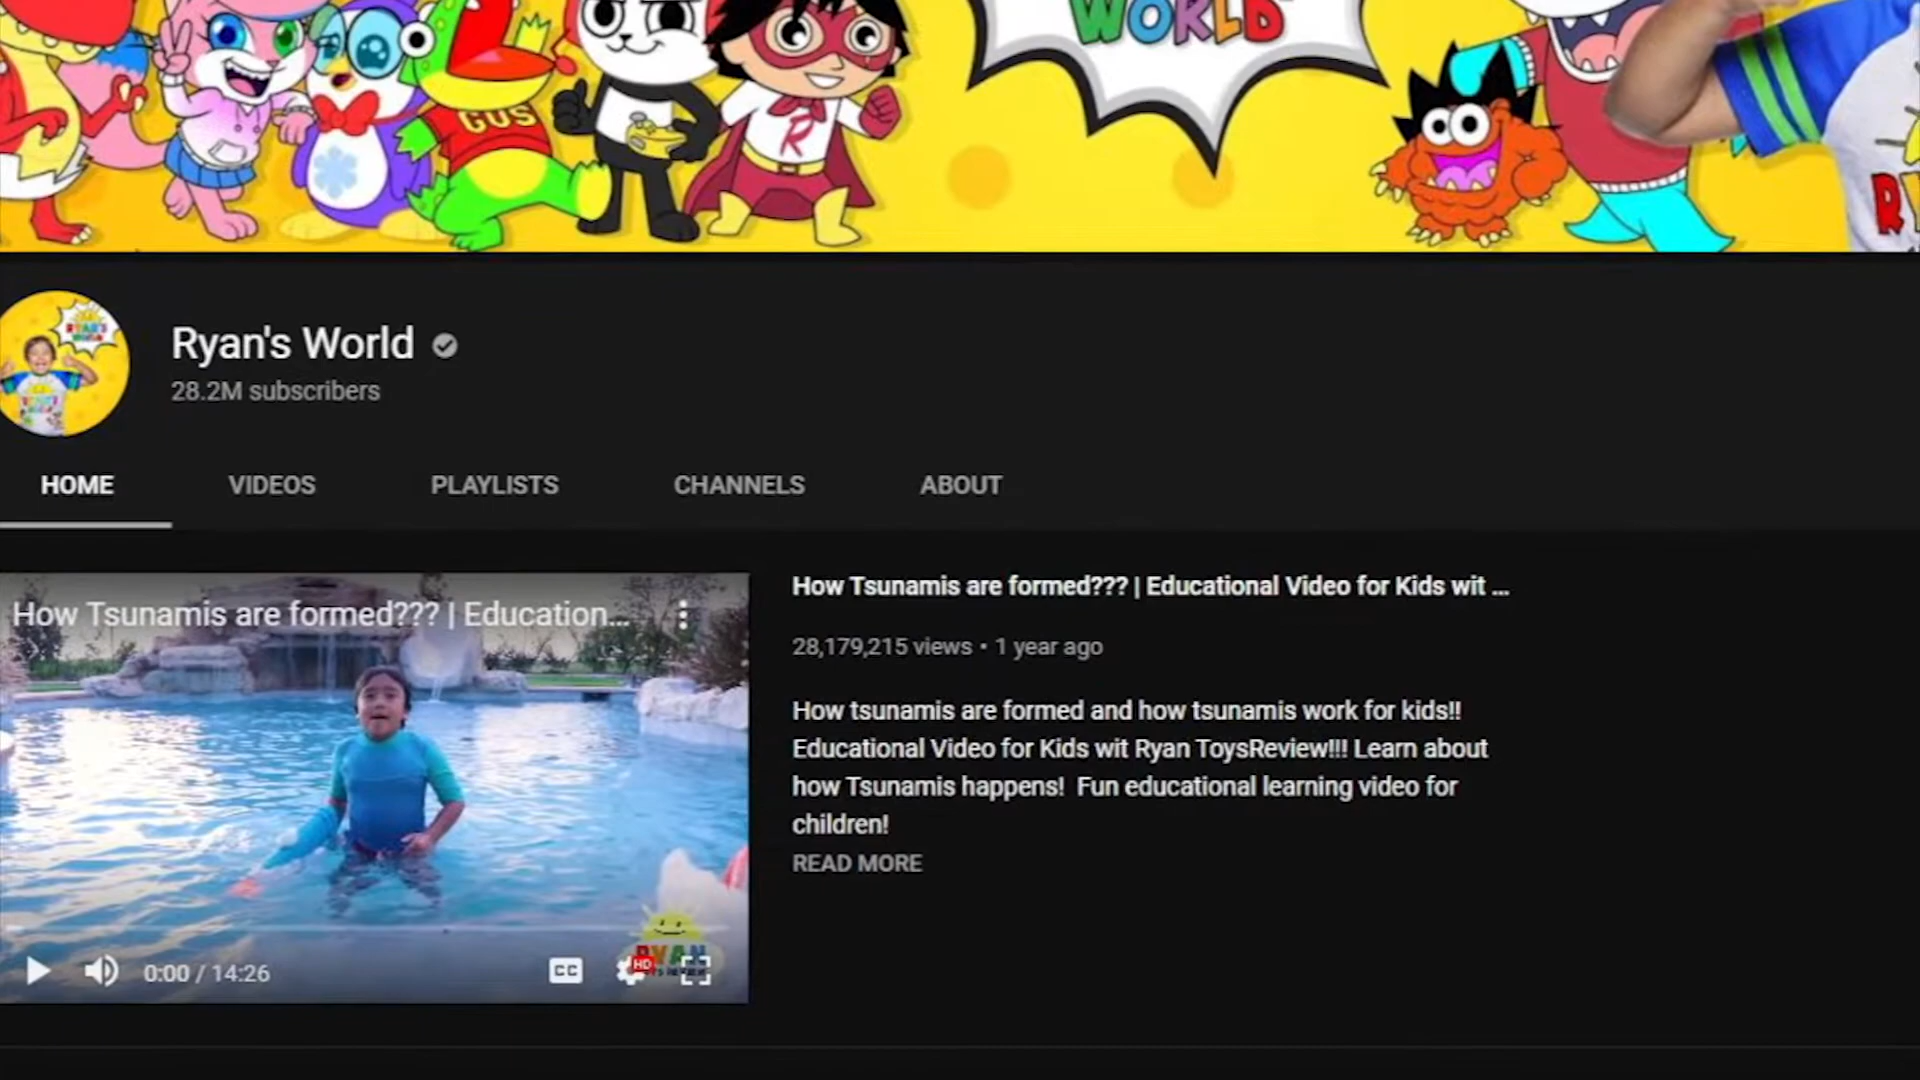 WORLD
GUS
R
Ryan's World
28.2M subscribers
HOME VIDEOS PLAYLISTS CHANNELS ABOUT
How Tsunamis are formed??? | Education...
How Tsunamis are formed??? | Educational Video for Kids wit ...
28,179,215 views • 1 year ago
How tsunamis are formed and how tsunamis work for kids!!
Educational Video for Kids wit Ryan ToysReview!!! Learn about
how Tsunamis happens!  Fun educational learning video for
children!
READ MORE
RYAN
0:00 / 14:26
CC
HD